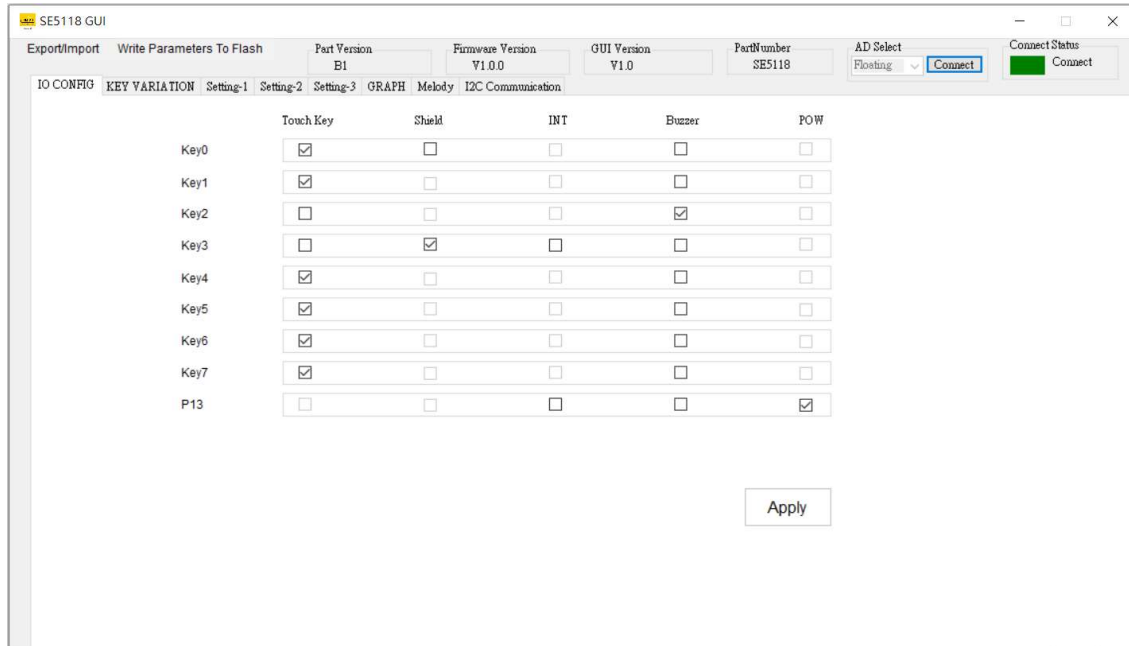 SE5118 GUI
Export/Import Write Parameters To Flash
Part Version
B1
Firmware Version
V1.0.0
GUI Version
V1.0
PartNumber
SE5118
AD Select
Floating Connect
Connect Status
Connect
IO CONFIG KEY VARIATION Setting-1 Setting-2 Setting-3 GRAPH Melody I2C Communication
Touch Key Shield INT Buzzer POW
Key0
Key1
Key2
Key3
Key4
Key5
Key6
Key7
P13
Apply